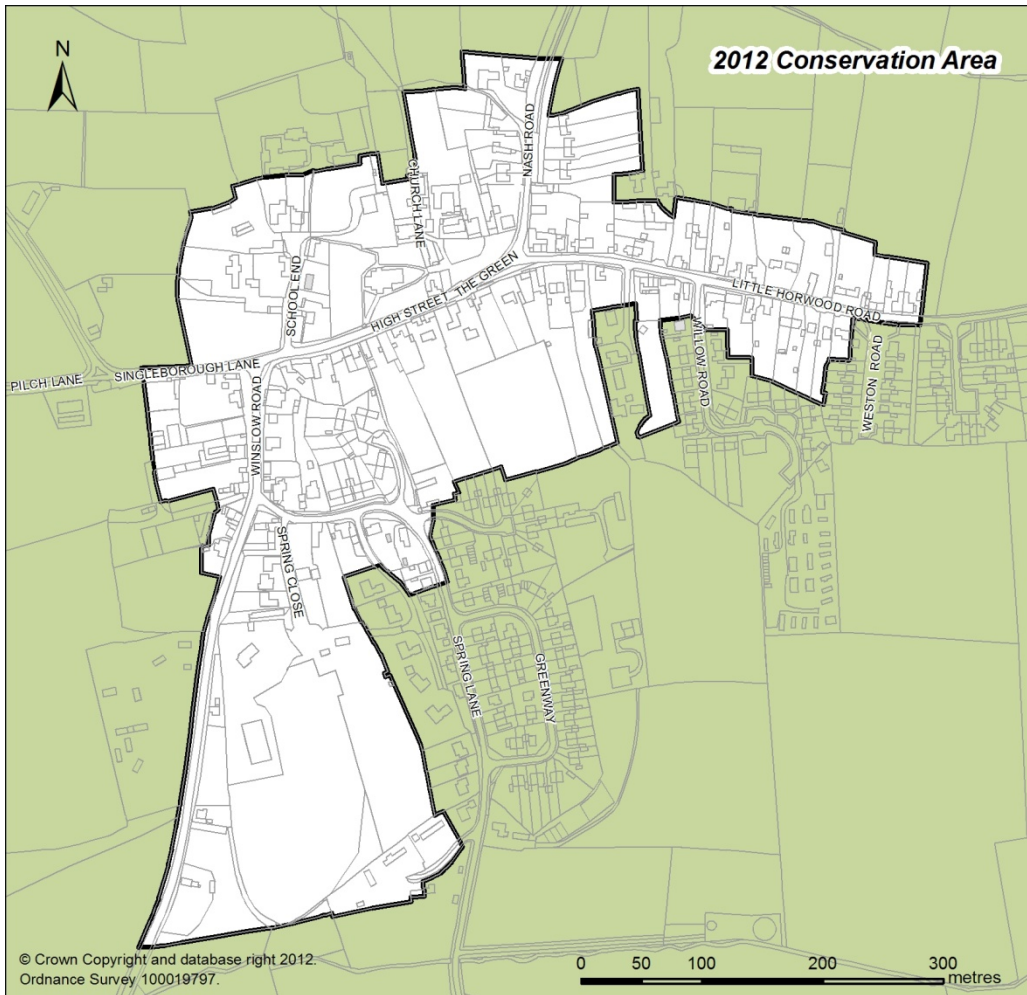 N
2012 Conservation Area
NASH ROAD
CHURCH LANE
SCHOOL END
HIGH STREET THE GREEN
LITTLE HORWOOD ROAD
PILCH LANE
SINGLEBOROUGH LANE
WINSLOW ROAD
WILLOW ROAD
WESTON ROAD
SPRING CLOSE
SPRING LANE
GREENWAY
© Crown Copyright and database right 2012.
Ordnance Survey 100019797.
0 50 100 200 300
metres